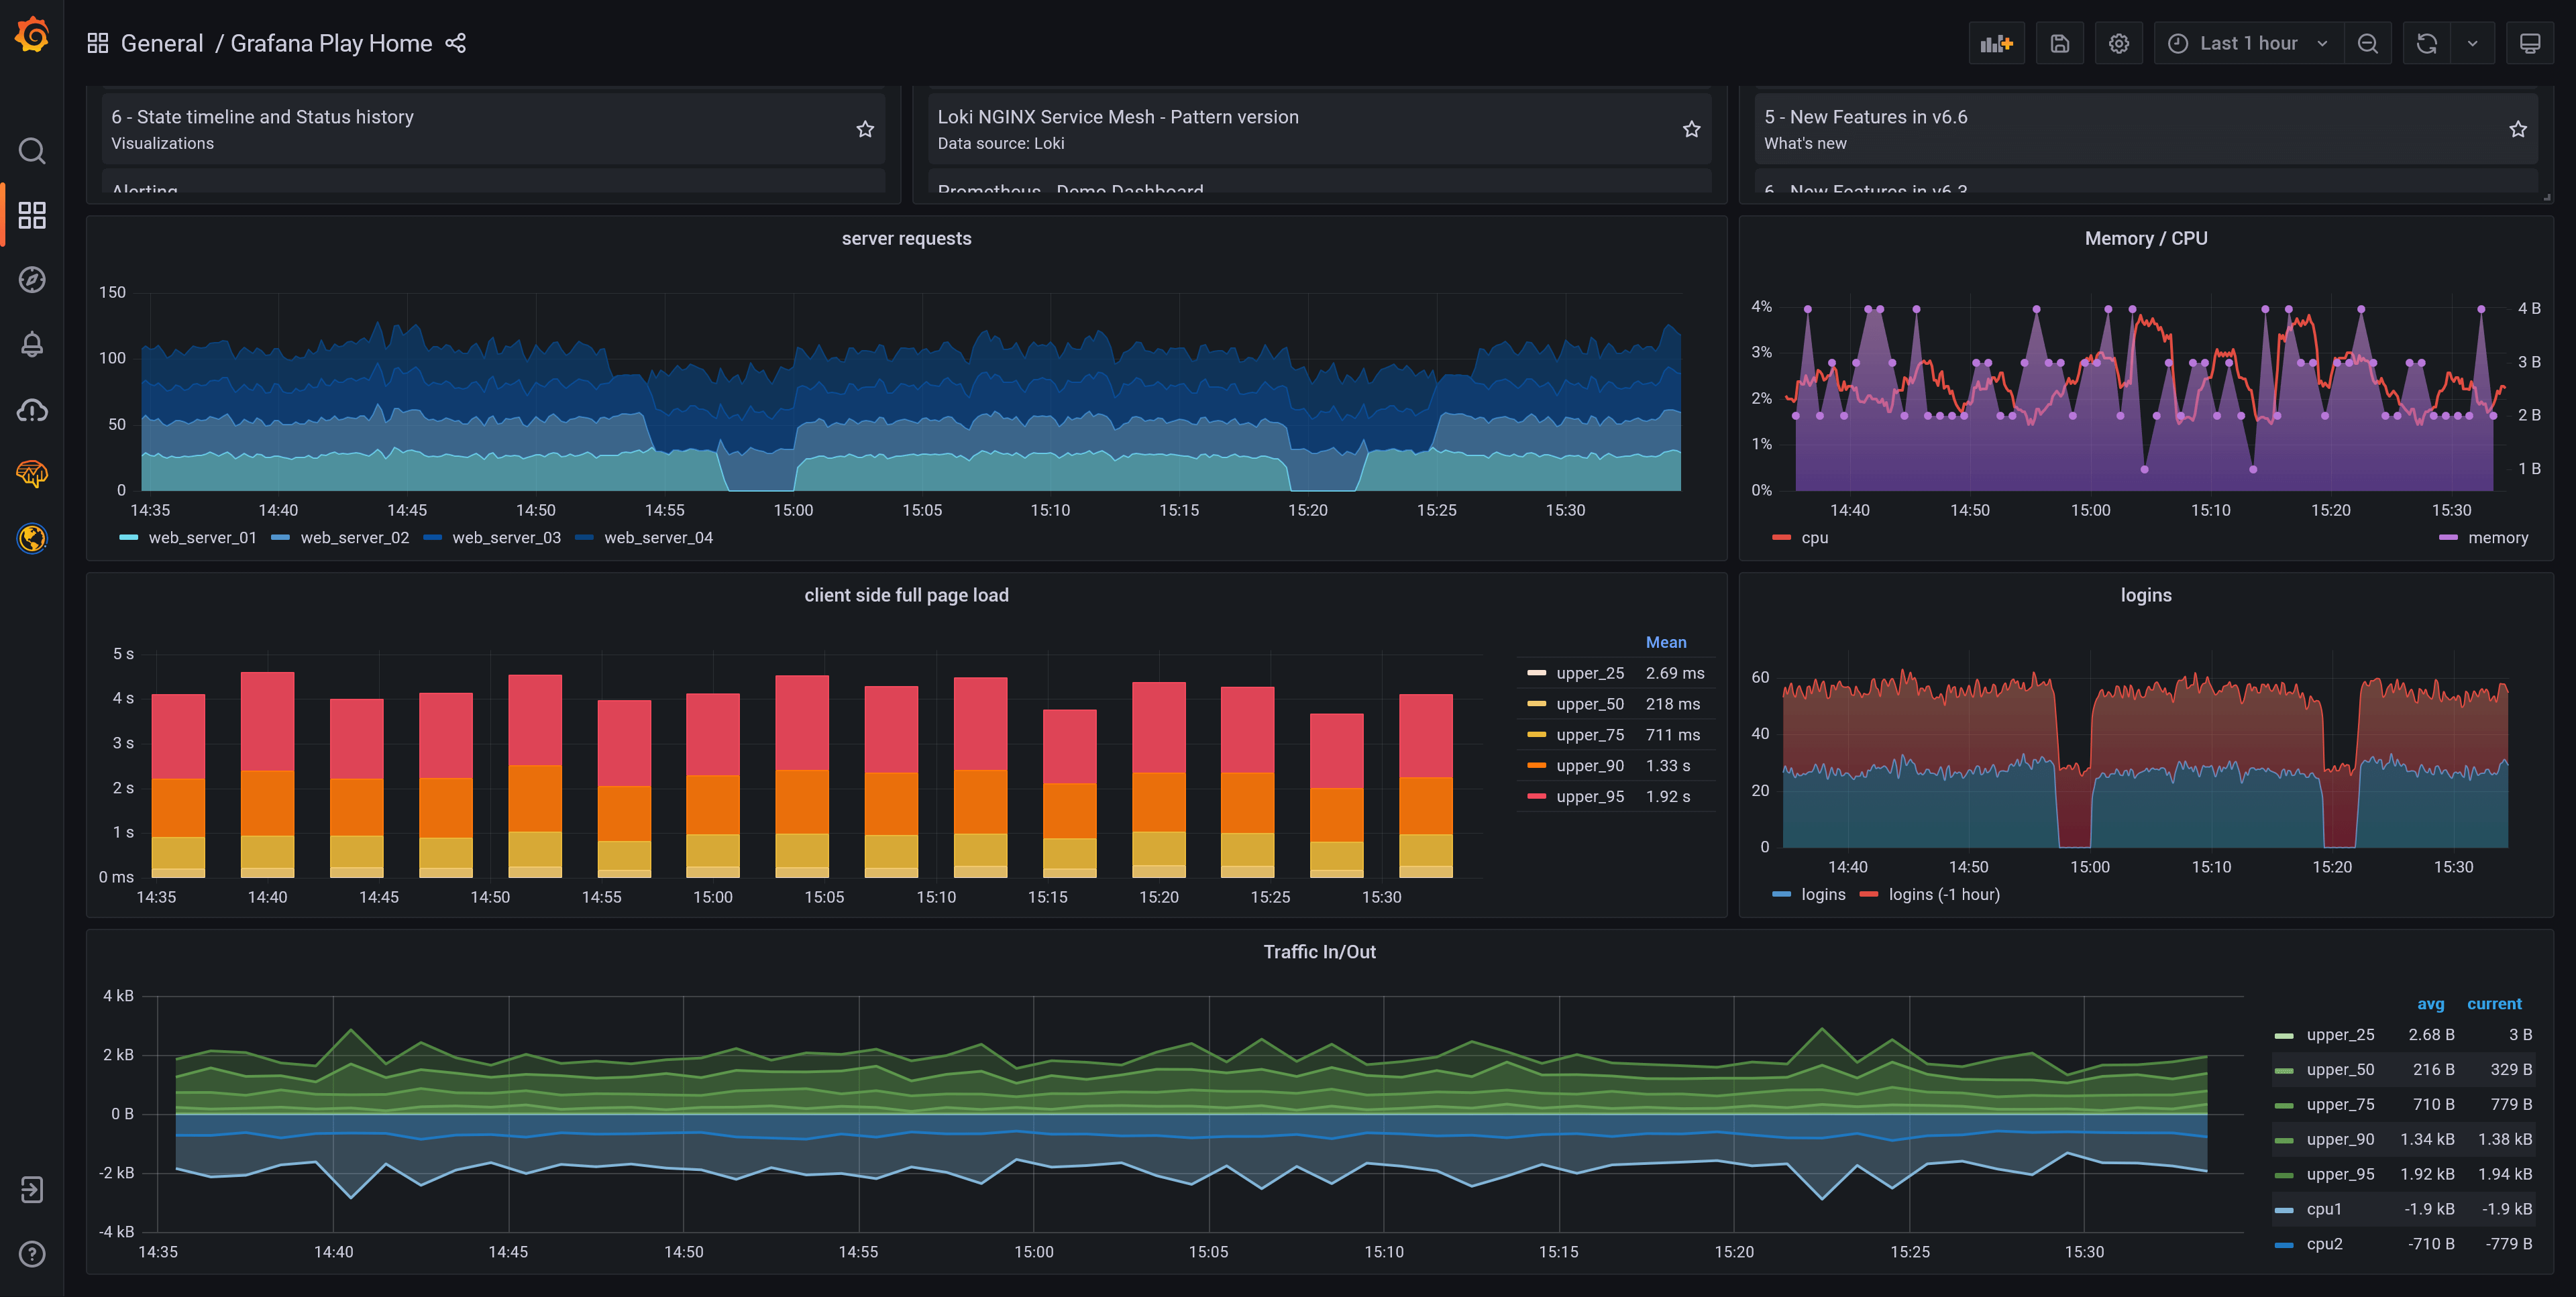 General / Grafana Play Home
Last 1 hour
6 - State timeline and Status history
Visualizations
Alerting
Loki NGINX Service Mesh - Pattern version
Data source: Loki
Prometheus - Demo Dashboard
5 - New Features in v6.6
What's new
6 - New Features in v6.3
server requests
150
100
50
0
14:35 14:40 14:45 14:50 14:55 15:00 15:05 15:10 15:15 15:20 15:25 15:30
web_server_01 web_server_02 web_server_03 web_server_04
Memory / CPU
4% 4 B
3% 3 B
2% 2 B
1% 1 B
0%
14:40 14:50 15:00 15:10 15:20 15:30
cpu memory
client side full page load
5 s
4 s
3 s
2 s
1 s
0 ms
14:35 14:40 14:45 14:50 14:55 15:00 15:05 15:10 15:15 15:20 15:25 15:30
Mean
upper_25 2.69 ms
upper_50 218 ms
upper_75 711 ms
upper_90 1.33 s
upper_95 1.92 s
logins
60
40
20
0
14:40 14:50 15:00 15:10 15:20 15:30
logins logins (-1 hour)
Traffic In/Out
4 kB
2 kB
0 B
-2 kB
-4 kB
14:35 14:40 14:45 14:50 14:55 15:00 15:05 15:10 15:15 15:20 15:25 15:30
avg current
upper_25 2.68 B 3 B
upper_50 216 B 329 B
upper_75 710 B 779 B
upper_90 1.34 kB 1.38 kB
upper_95 1.92 kB 1.94 kB
cpu1 -1.9 kB -1.9 kB
cpu2 -710 B -779 B